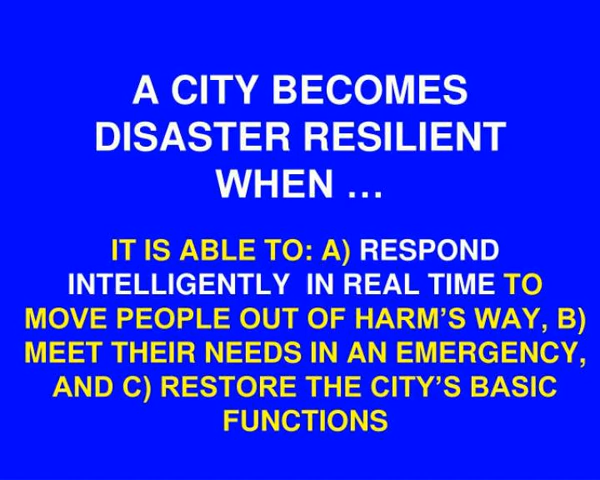 A CITY BECOMES
DISASTER RESILIENT
WHEN …
IT IS ABLE TO: A) RESPOND
INTELLIGENTLY  IN REAL TIME TO
MOVE PEOPLE OUT OF HARM’S WAY, B)
MEET THEIR NEEDS IN AN EMERGENCY,
AND C) RESTORE THE CITY’S BASIC
FUNCTIONS